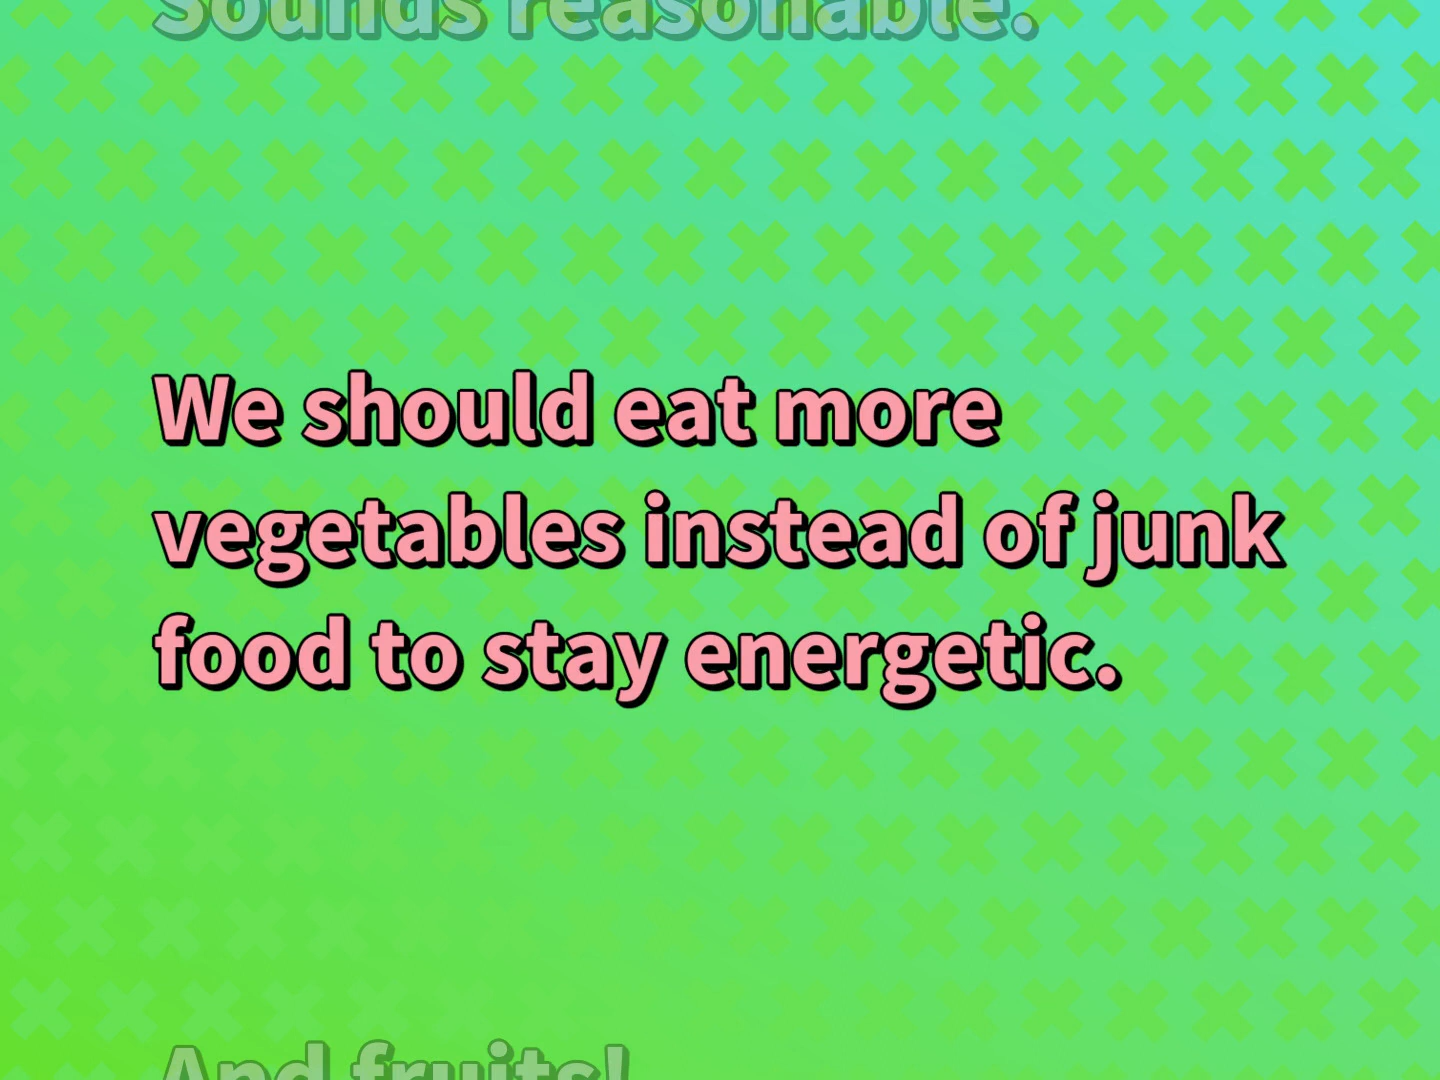 Sounds reasonable.
We should eat more
vegetables instead of junk
food to stay energetic.
And fruits!